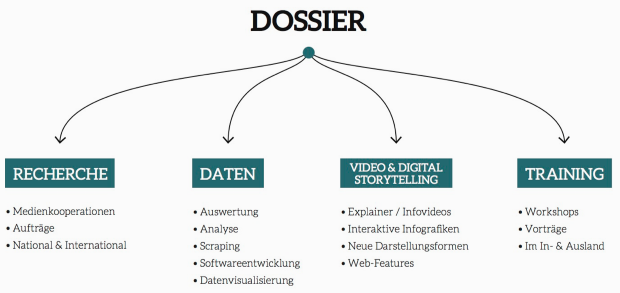 DOSSIER
RECHERCHE
• Medienkooperationen
• Aufträge
• National & International
DATEN
• Auswertung
• Analyse
• Scraping
• Softwareentwicklung
• Datenvisualisierung
VIDEO & DIGITAL
STORYTELLING
• Explainer / Infovideos
• Interaktive Infografiken
• Neue Darstellungsformen
• Web-Features
TRAINING
• Workshops
• Vorträge
• Im In- & Ausland